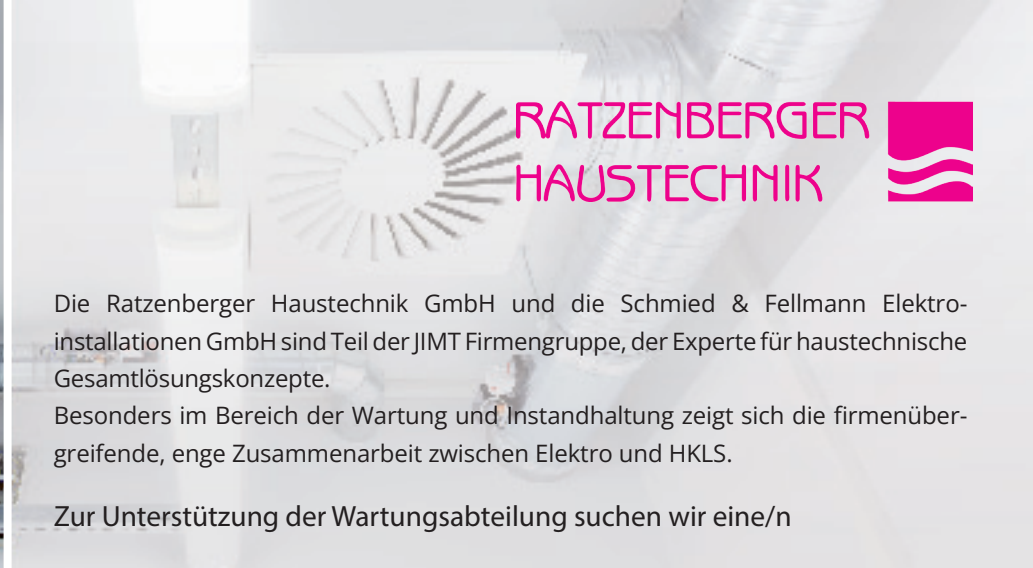 RATZENBERGER
HAUSTECHNIK
Die Ratzenberger Haustechnik GmbH und die Schmied & Fellmann Elektro-
installationen GmbH sind Teil der JIMT Firmengruppe, der Experte für haustechnische
Gesamtlösungskonzepte.
Besonders im Bereich der Wartung und Instandhaltung zeigt sich die firmenüber-
greifende, enge Zusammenarbeit zwischen Elektro und HKLS.
Zur Unterstützung der Wartungsabteilung suchen wir eine/n